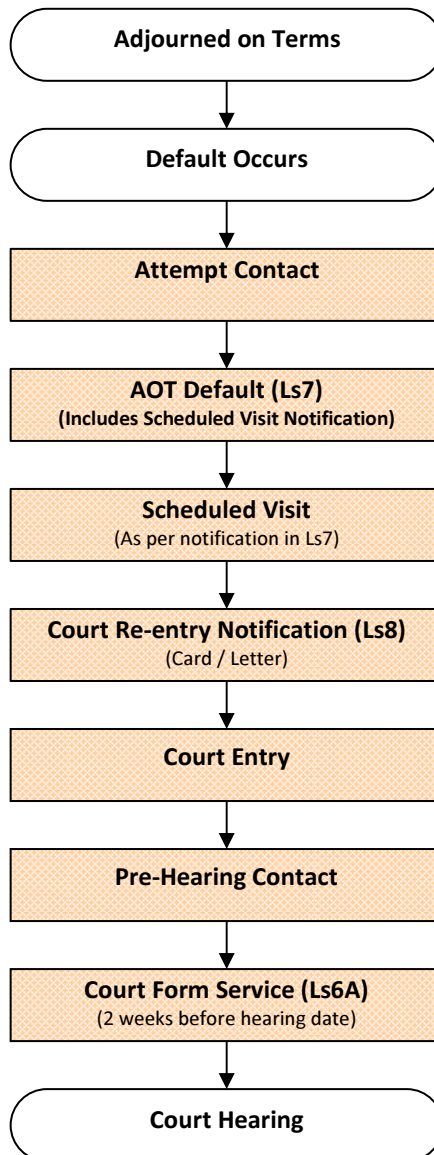 Adjourned on Terms
Default Occurs
Attempt Contact
AOT Default (Ls7)
(Includes Scheduled Visit Notification)
Scheduled Visit
(As per notification in Ls7)
Court Re-entry Notification (Ls8)
(Card / Letter)
Court Entry
Pre-Hearing Contact
Court Form Service (Ls6A)
(2 weeks before hearing date)
Court Hearing